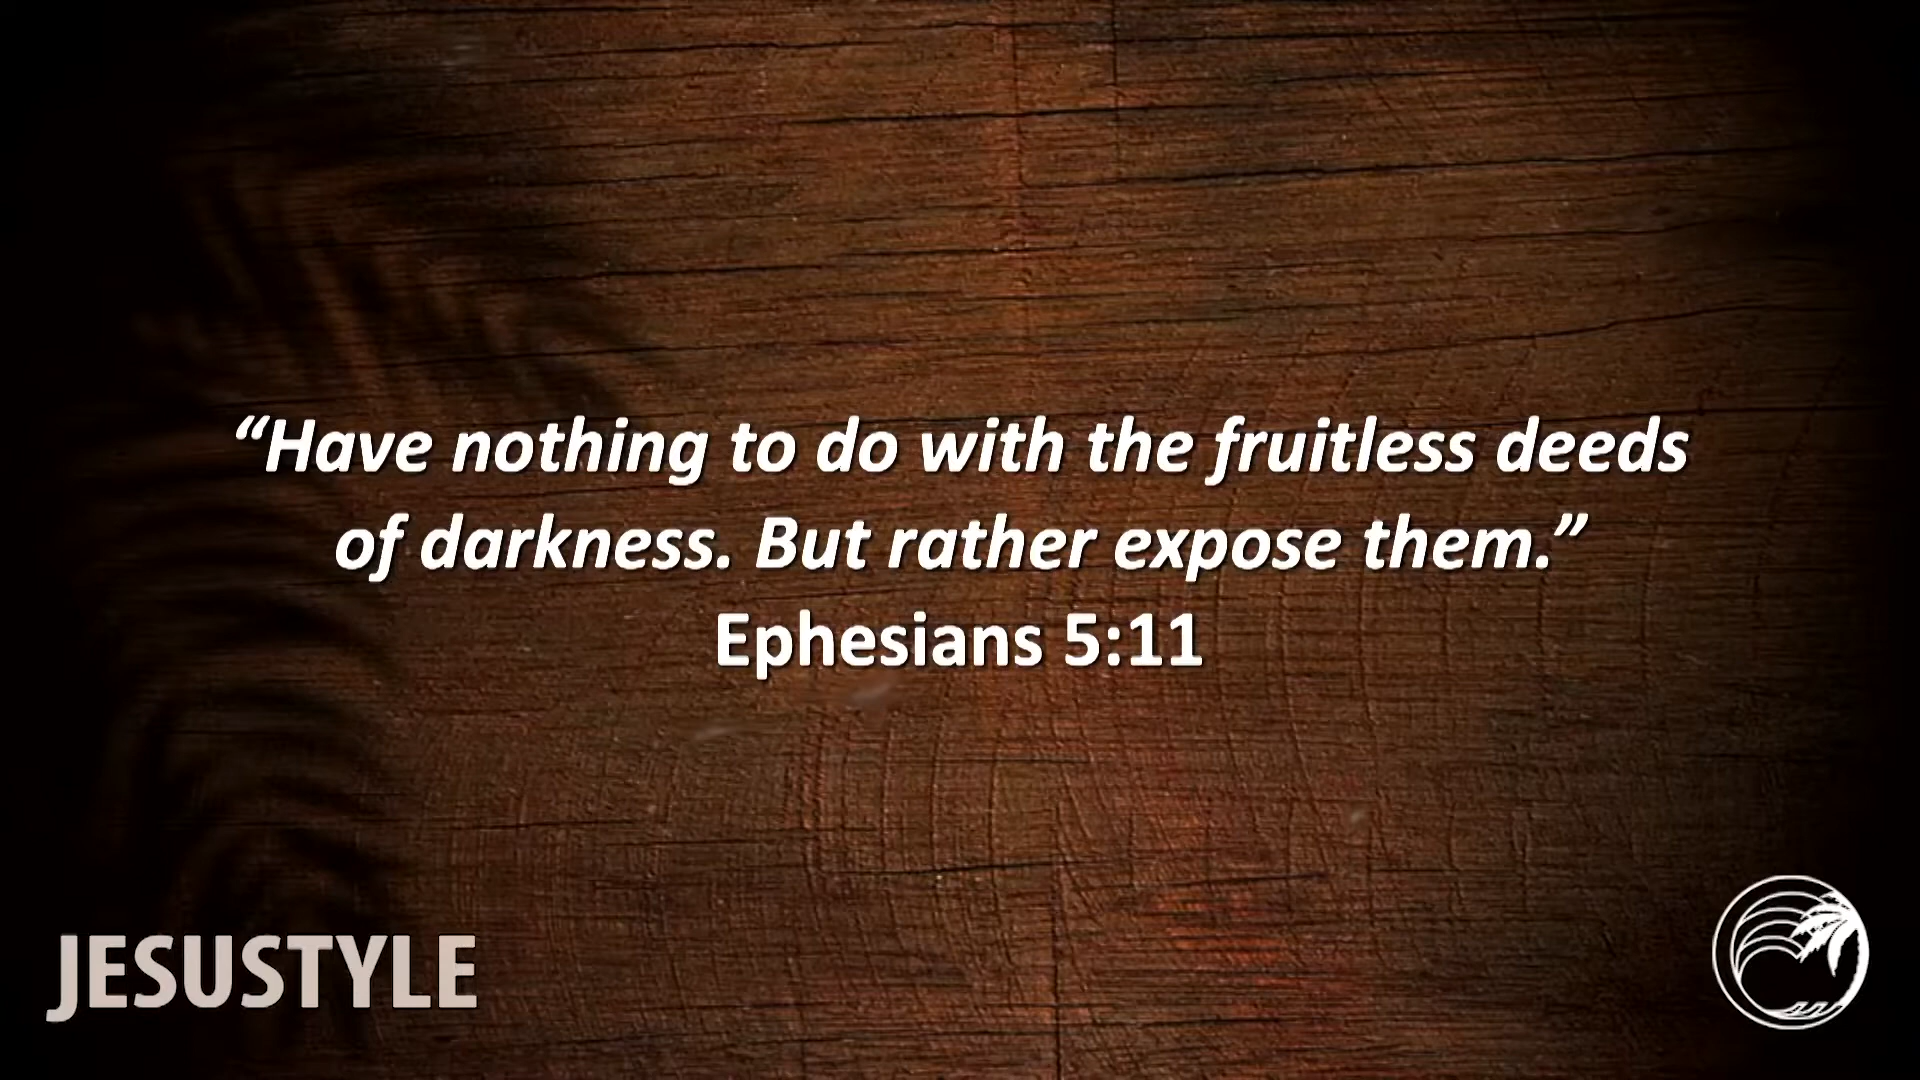 “Have nothing to do with the fruitless deeds
of darkness. But rather expose them.”
Ephesians 5:11
JESUSTYLE